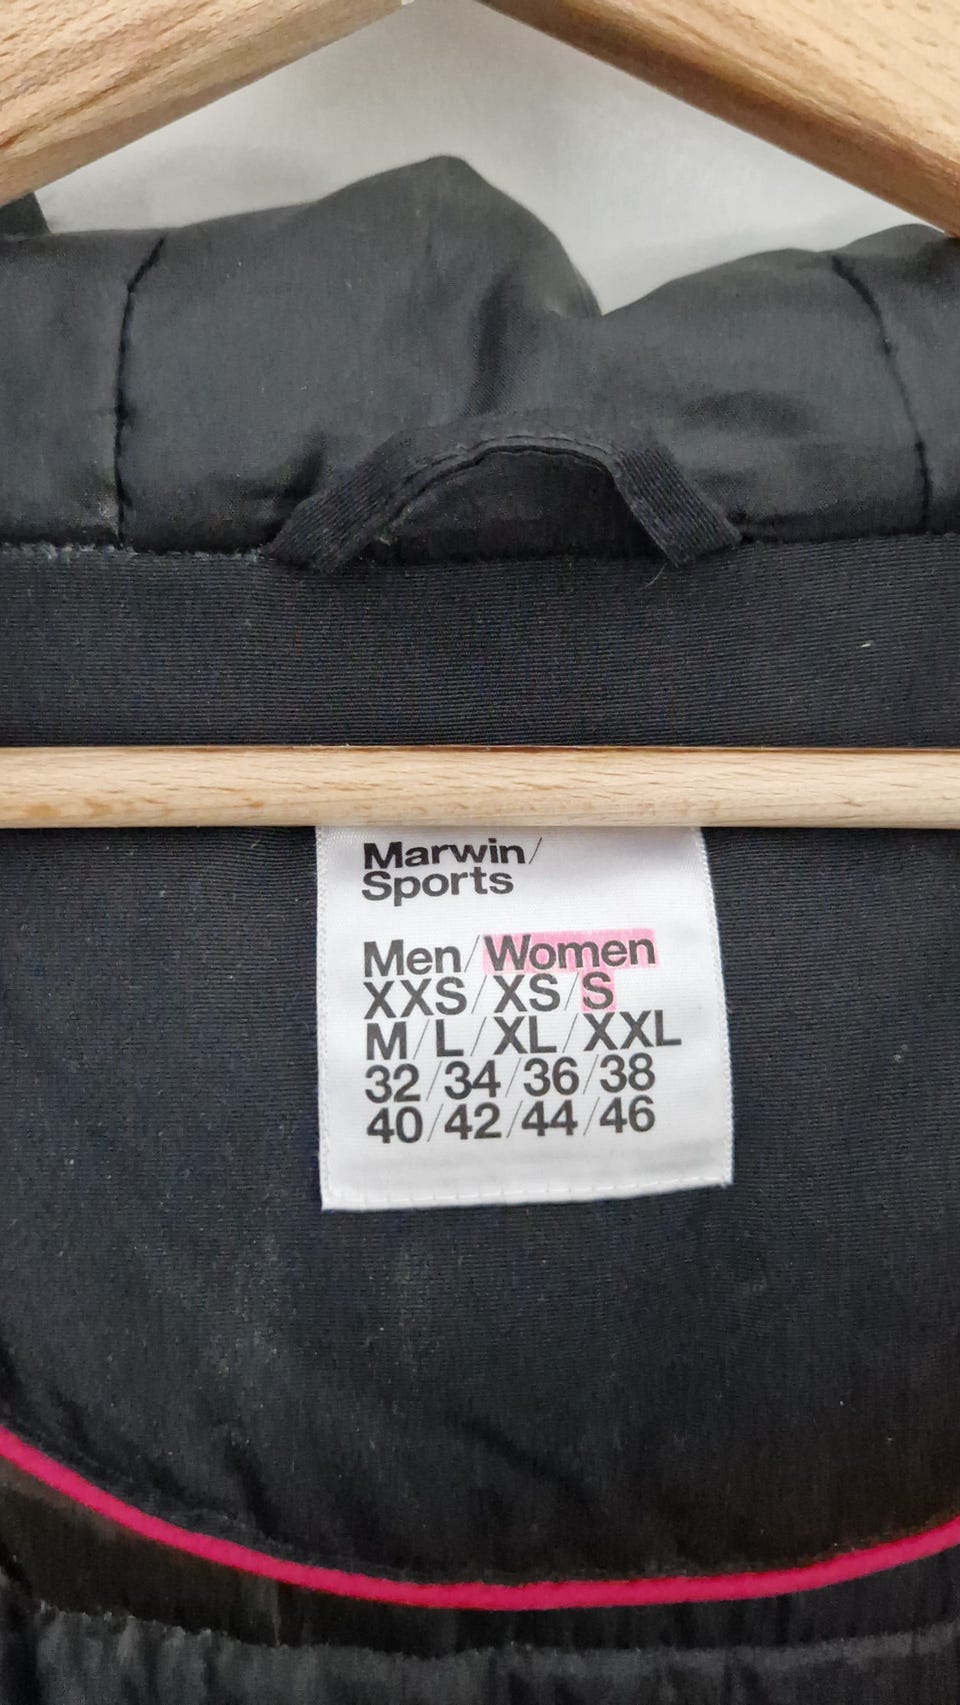 Marwin/
Sports
Men/Women
XXS/XS/S
M/L/XL/XXL
32/34/36/38
40/42/44/46